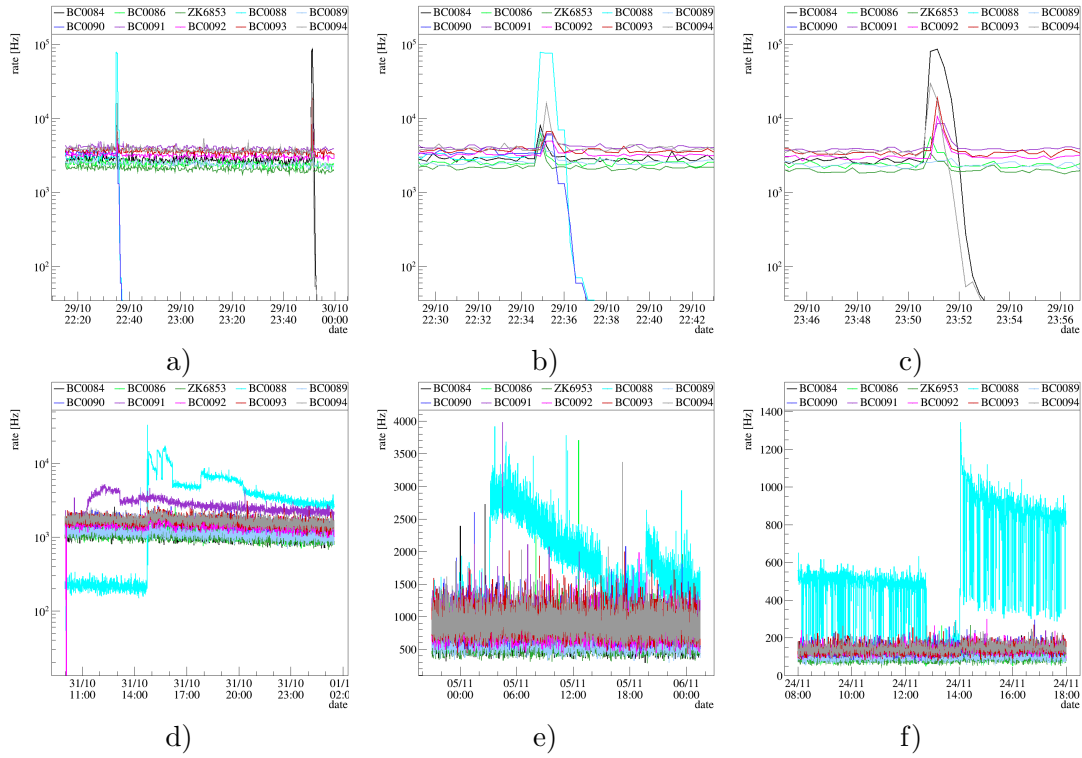 BC0084 BC0086 ZK6853 BC0088 BC0089
BC0090 BC0091 BC0092 BC0093 BC0094
rate [Hz]
10^5
10^4
10^3
10^2
29/10 29/10 29/10 29/10 29/10 30/10
22:20 22:40 23:00 23:20 23:40 00:00
date
a)
BC0084 BC0086 ZK6853 BC0088 BC0089
BC0090 BC0091 BC0092 BC0093 BC0094
rate [Hz]
10^5
10^4
10^3
10^2
29/10 29/10 29/10 29/10 29/10 29/10 29/10
22:30 22:32 22:34 22:36 22:38 22:40 22:42
date
b)
BC0084 BC0086 ZK6853 BC0088 BC0089
BC0090 BC0091 BC0092 BC0093 BC0094
rate [Hz]
10^5
10^4
10^3
10^2
29/10 29/10 29/10 29/10 29/10 29/10
23:46 23:48 23:50 23:52 23:54 23:56
date
c)
BC0084 BC0086 ZK6853 BC0088 BC0089
BC0090 BC0091 BC0092 BC0093 BC0094
rate [Hz]
10^4
10^3
10^2
31/10 31/10 31/10 31/10 31/10 01/1
11:00 14:00 17:00 20:00 23:00 02:0
date
d)
BC0084 BC0086 ZK6953 BC0088 BC0089
BC0090 BC0091 BC0092 BC0093 BC0094
rate [Hz]
4000
3500
3000
2500
2000
1500
1000
500
05/11 05/11 05/11 05/11 06/11
00:00 06:00 12:00 18:00 00:00
date
e)
BC0084 BC0086 ZK6953 BC0088 BC0089
BC0090 BC0091 BC0092 BC0093 BC0094
rate [Hz]
1400
1200
1000
800
600
400
200
0
24/11 24/11 24/11 24/11 24/11 24/11
08:00 10:00 12:00 14:00 16:00 18:00
date
f)